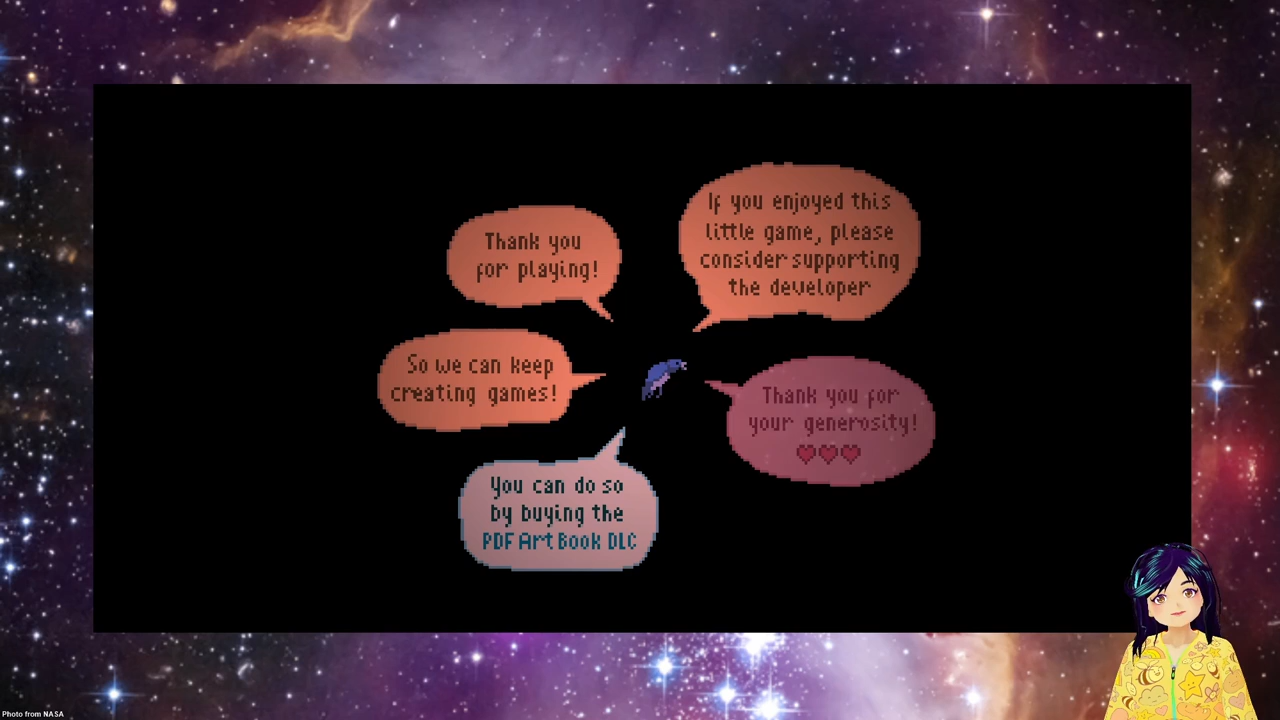 Thank you
for playing!
If you enjoyed this
little game, please
consider supporting
the developer
So we can keep
creating games!
Thank you for
your generosity!
♥♥♥
You can do so
by buying the
PDF Art Book DLC
Photo from NASA